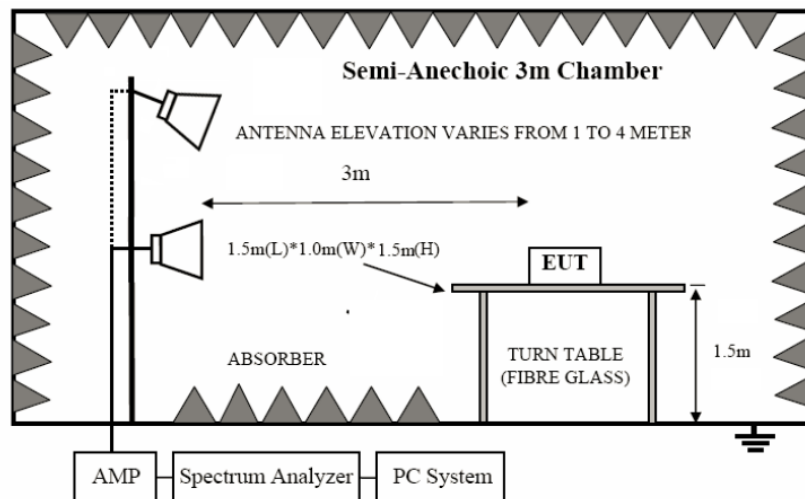 Semi-Anechoic 3m Chamber
ANTENNA ELEVATION VARIES FROM 1 TO 4 METER
3m
1.5m(L)*1.0m(W)*1.5m(H)
EUT
ABSORBER
TURN TABLE
(FIBRE GLASS)
1.5m
AMP
Spectrum Analyzer
PC System